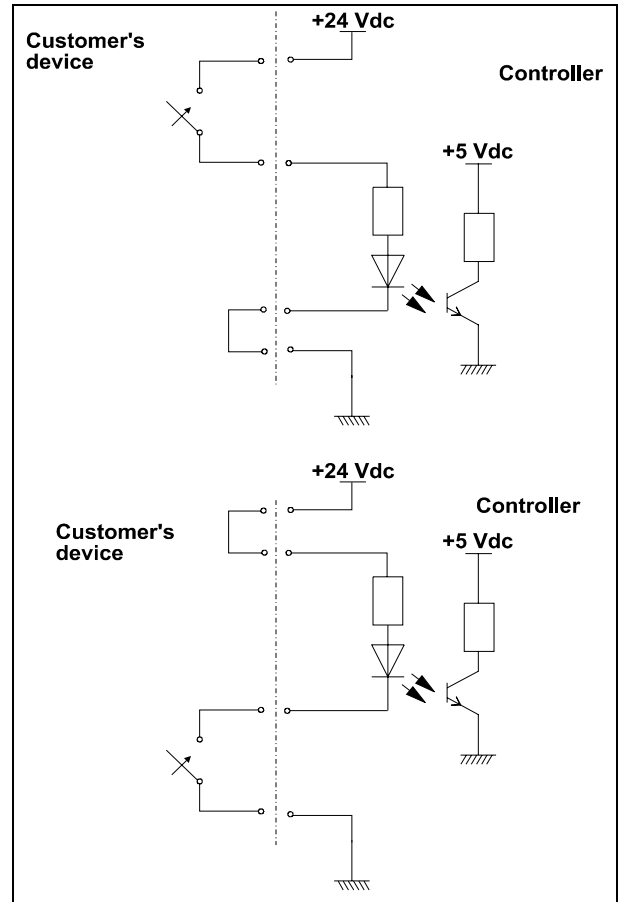 +24 Vdc
Customer's
device
Controller
+5 Vdc
+24 Vdc
Controller
Customer's
device
+5 Vdc